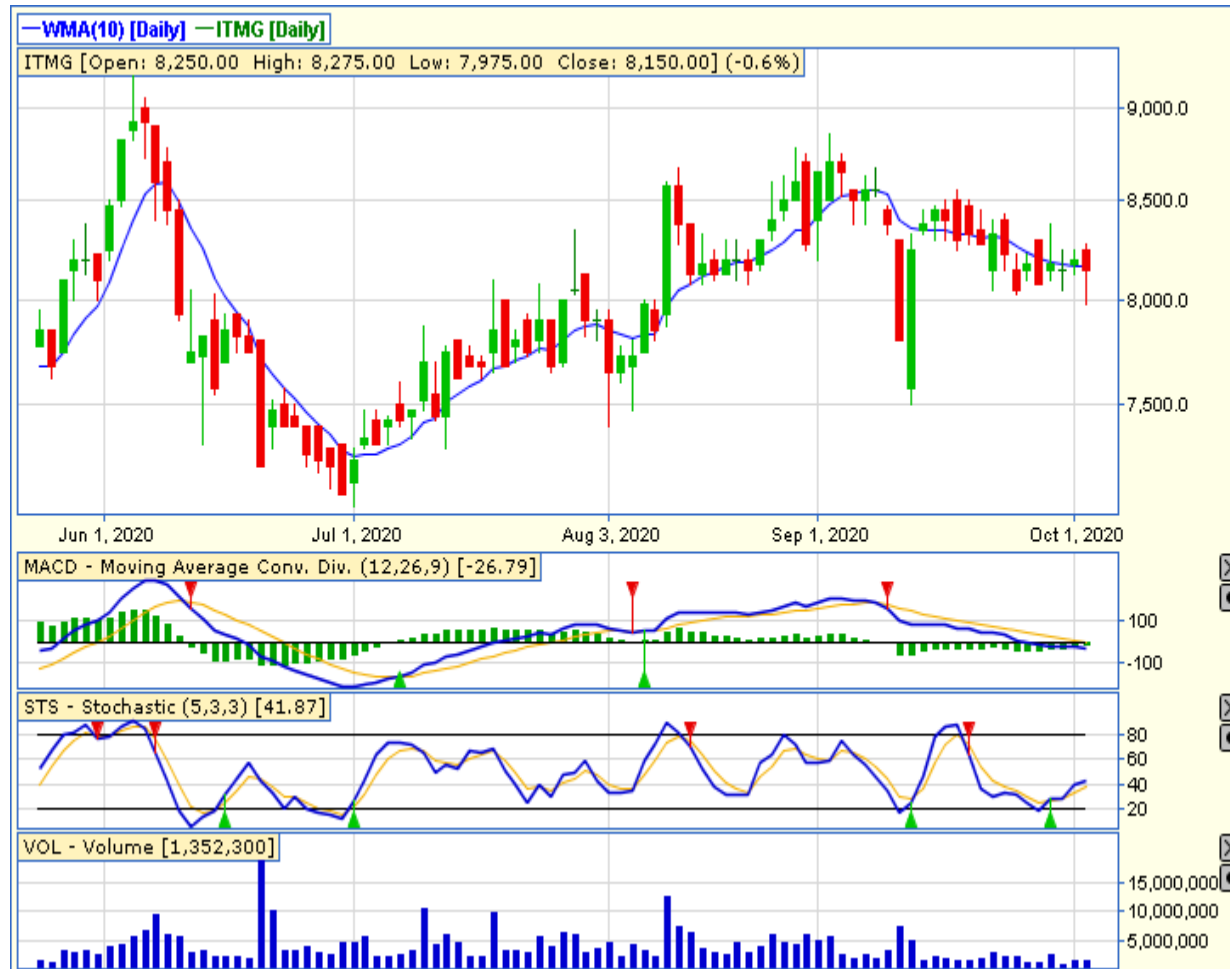 WMA(10) [Daily] ITMG [Daily]
ITMG [Open: 8,250.00 High: 8,275.00 Low: 7,975.00 Close: 8,150.00] (-0.6%)
9,000.0
8,500.0
8,000.0
7,500.0
Jun 1, 2020 Jul 1, 2020 Aug 3, 2020 Sep 1, 2020 Oct 1, 2020
MACD - Moving Average Conv. Div. (12,26,9) [-26.79]
100
-100
STS - Stochastic (5,3,3) [41.87]
80
60
40
20
VOL - Volume [1,352,300]
15,000,000
10,000,000
5,000,000